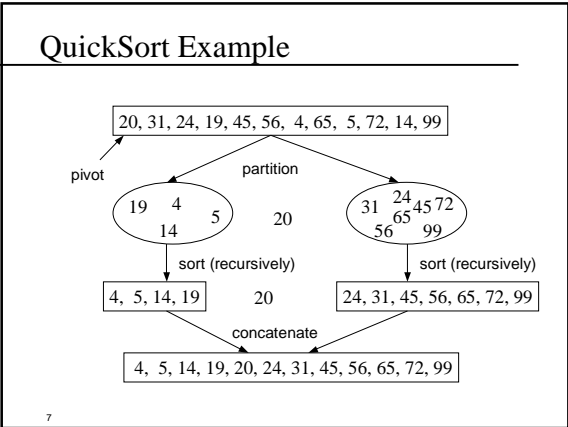 QuickSort Example
20, 31, 24, 19, 45, 56, 4, 65, 5, 72, 14, 99
pivot
partition
19 4 5 14
20
31 24 45 72 65 56 99
sort (recursively)
sort (recursively)
4, 5, 14, 19
20
24, 31, 45, 56, 65, 72, 99
concatenate
4, 5, 14, 19, 20, 24, 31, 45, 56, 65, 72, 99
7